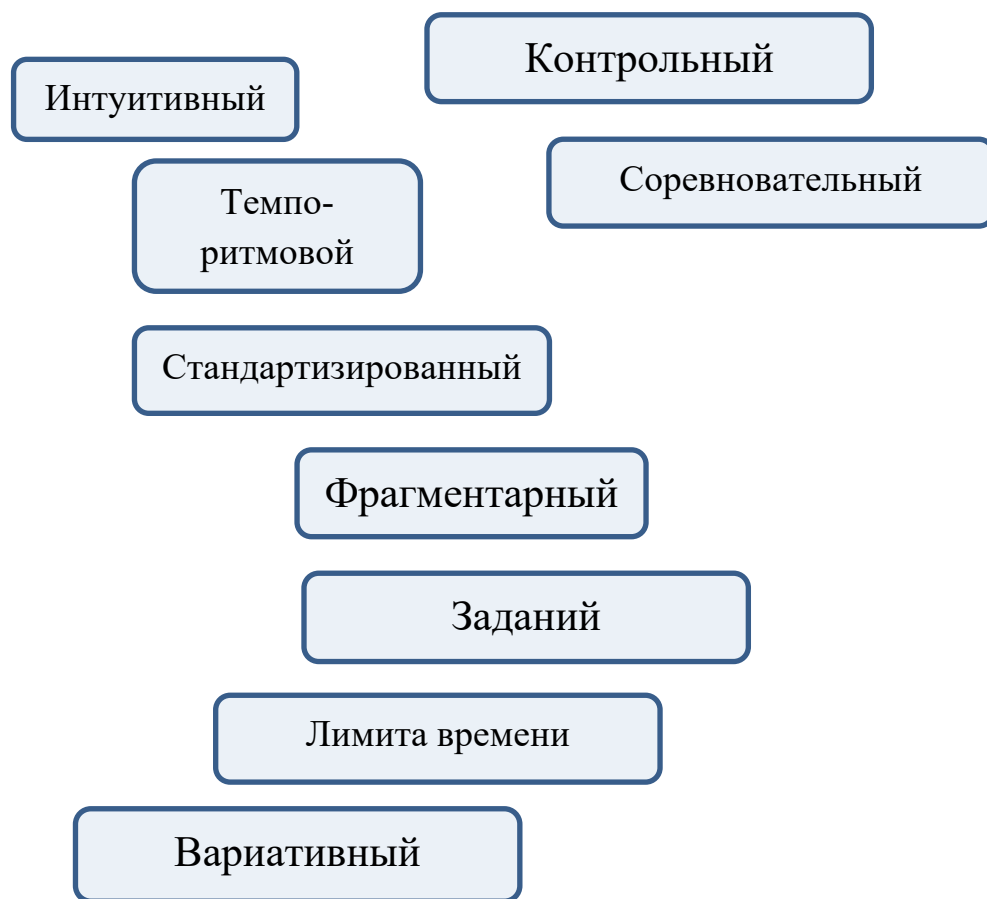 Контрольный
Интуитивный
Соревновательный
Темпо-
ритмовой
Стандартизированный
Фрагментарный
Заданий
Лимита времени
Вариативный